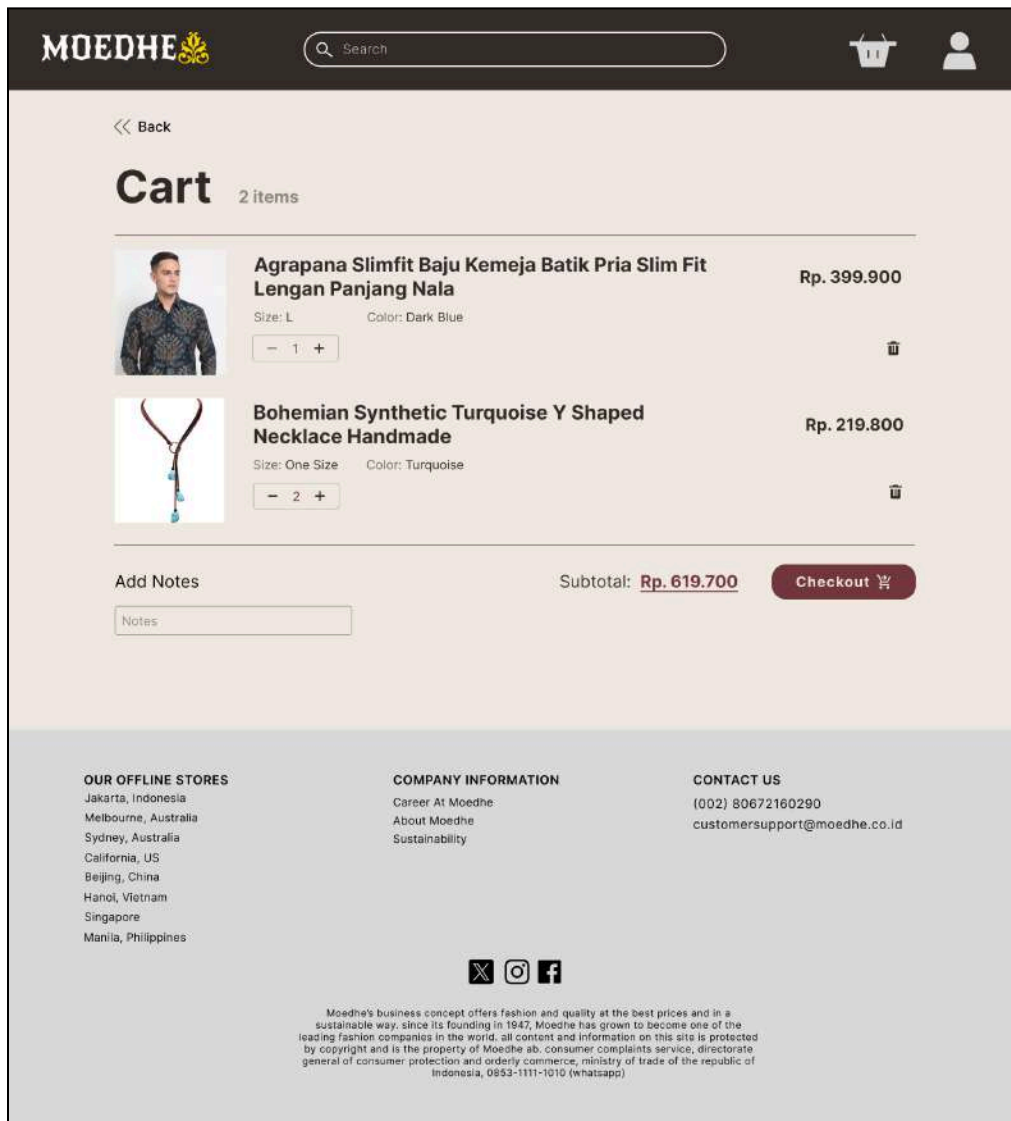 MOEDHE
Search
Back
Cart 2 items
Agrapana Slimfit Baju Kemeja Batik Pria Slim Fit
Lengan Panjang Nala
Rp. 399.900
Size: L Color: Dark Blue
− 1 +
Bohemian Synthetic Turquoise Y Shaped
Necklace Handmade
Rp. 219.800
Size: One Size Color: Turquoise
− 2 +
Add Notes
Subtotal: Rp. 619.700
Checkout
Notes
OUR OFFLINE STORES
Jakarta, Indonesia
Melbourne, Australia
Sydney, Australia
California, US
Beijing, China
Hanoi, Vietnam
Singapore
Manila, Philippines
COMPANY INFORMATION
Career At Moedhe
About Moedhe
Sustainability
CONTACT US
(002) 80672160290
customersupport@moedhe.co.id
Moedhe's business concept offers fashion and quality at the best prices and in a
sustainable way. since its founding in 1947, Moedhe has grown to become one of the
leading fashion companies in the world. all content and information on this site is protected
by copyright and is the property of Moedhe ab. consumer complaints service, directorate
general of consumer protection and orderly commerce, ministry of trade of the republic of
Indonesia, 0853-1111-1010 (whatsapp)